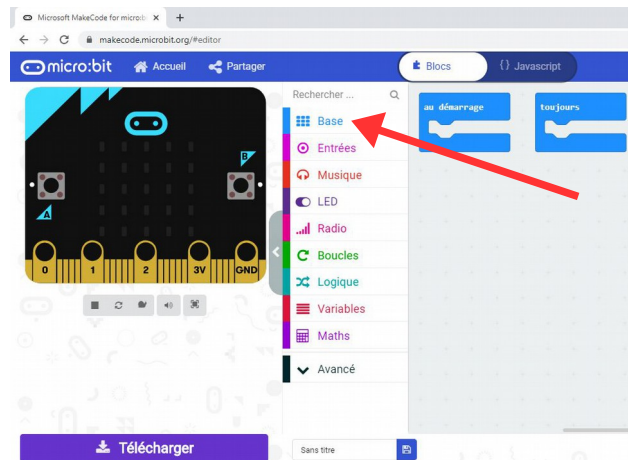 Microsoft MakeCode for micro:b
makecode.microbit.org/#editor
micro:bit Accueil Partager Blocs {} Javascript
Rechercher ...
au démarrage toujours
Base
Entrées
Musique
LED
Radio
Boucles
Logique
Variables
Maths
Avancé
B
A
0 1 2 3V GND
Télécharger
Sans titre